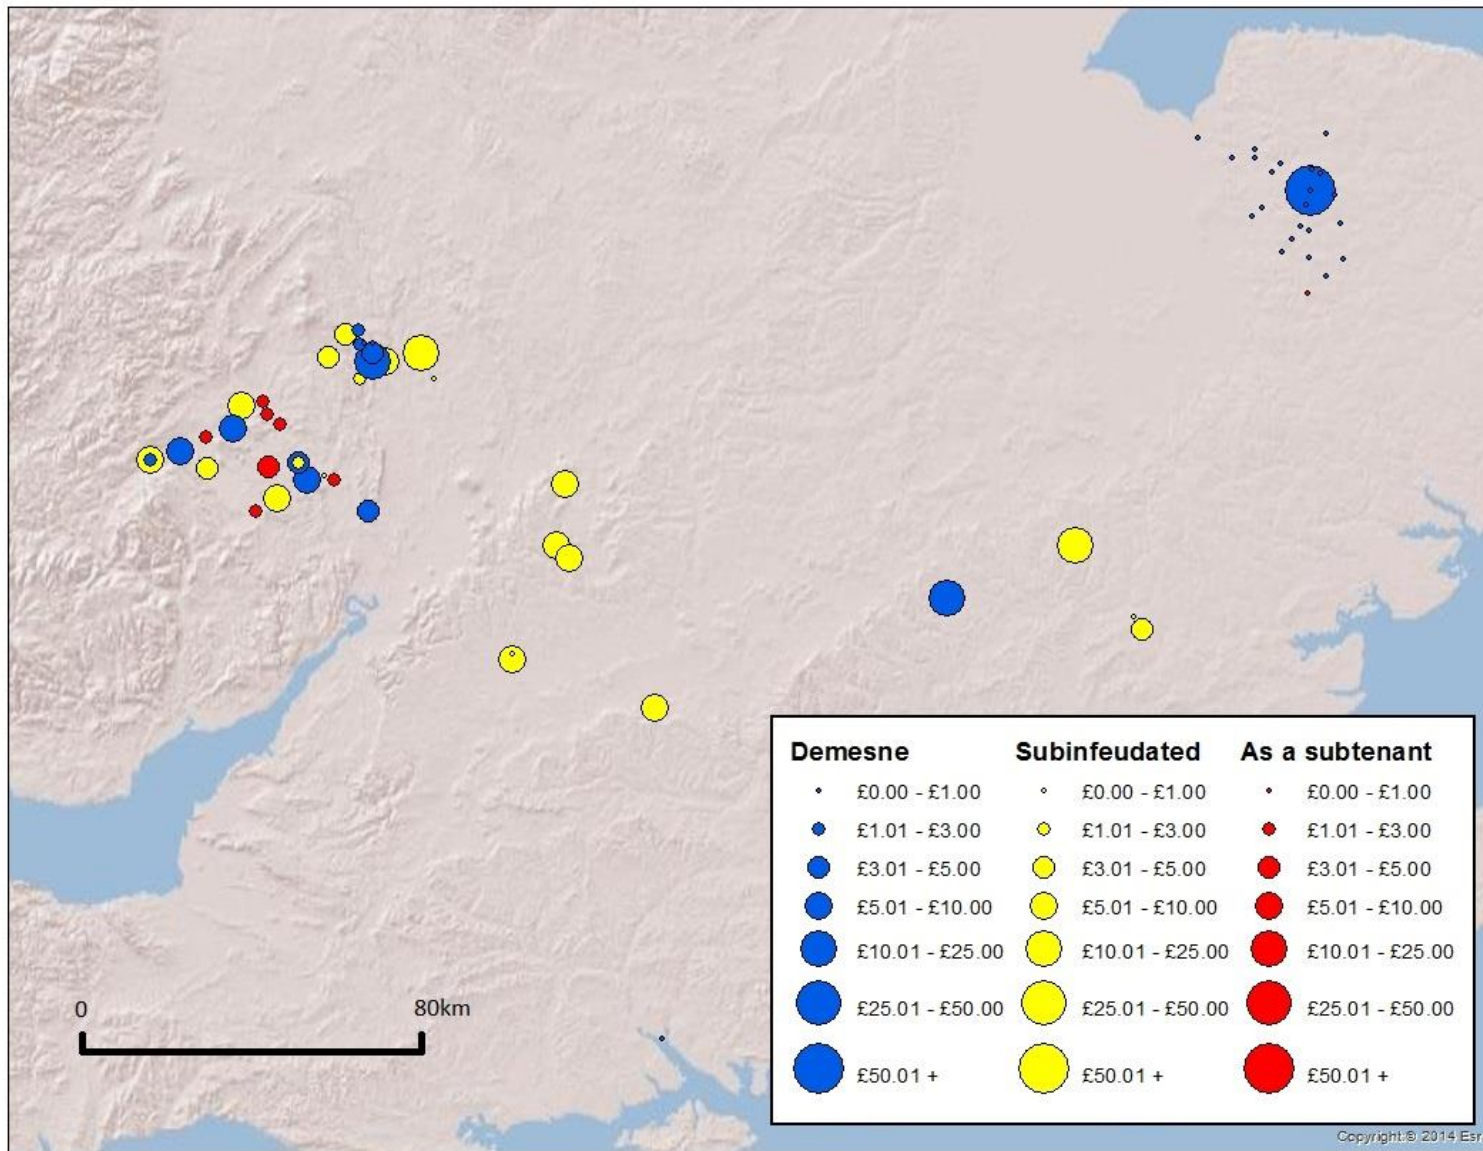 Demesne Subinfeudated As a subtenant
£0.00 - £1.00 £0.00 - £1.00 £0.00 - £1.00
£1.01 - £3.00 £1.01 - £3.00 £1.01 - £3.00
£3.01 - £5.00 £3.01 - £5.00 £3.01 - £5.00
£5.01 - £10.00 £5.01 - £10.00 £5.01 - £10.00
£10.01 - £25.00 £10.01 - £25.00 £10.01 - £25.00
£25.01 - £50.00 £25.01 - £50.00 £25.01 - £50.00
£50.01 + £50.01 + £50.01 +
0 80km
Copyright:© 2014 Esr